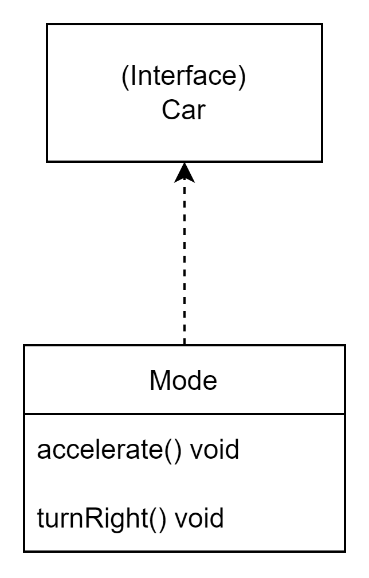 (Interface)
Car
Mode
accelerate() void
turnRight() void